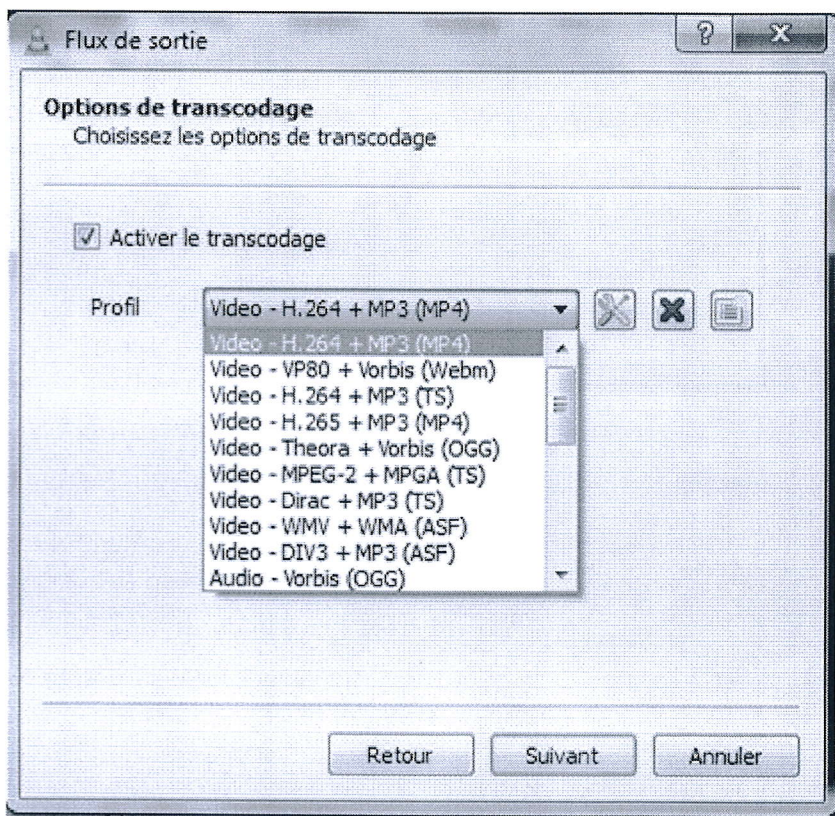 Flux de sortie
Options de transcodage
Choisissez les options de transcodage
Activer le transcodage
Profil
Video - H.264 + MP3 (MP4)
Video - H.264 + MP3 (MP4)
Video - VP80 + Vorbis (Webm)
Video - H.264 + MP3 (TS)
Video - H.265 + MP3 (MP4)
Video - Theora + Vorbis (OGG)
Video - MPEG-2 + MPGA (TS)
Video - Dirac + MP3 (TS)
Video - WMV + WMA (ASF)
Video - DIV3 + MP3 (ASF)
Audio - Vorbis (OGG)
Retour Suivant Annuler